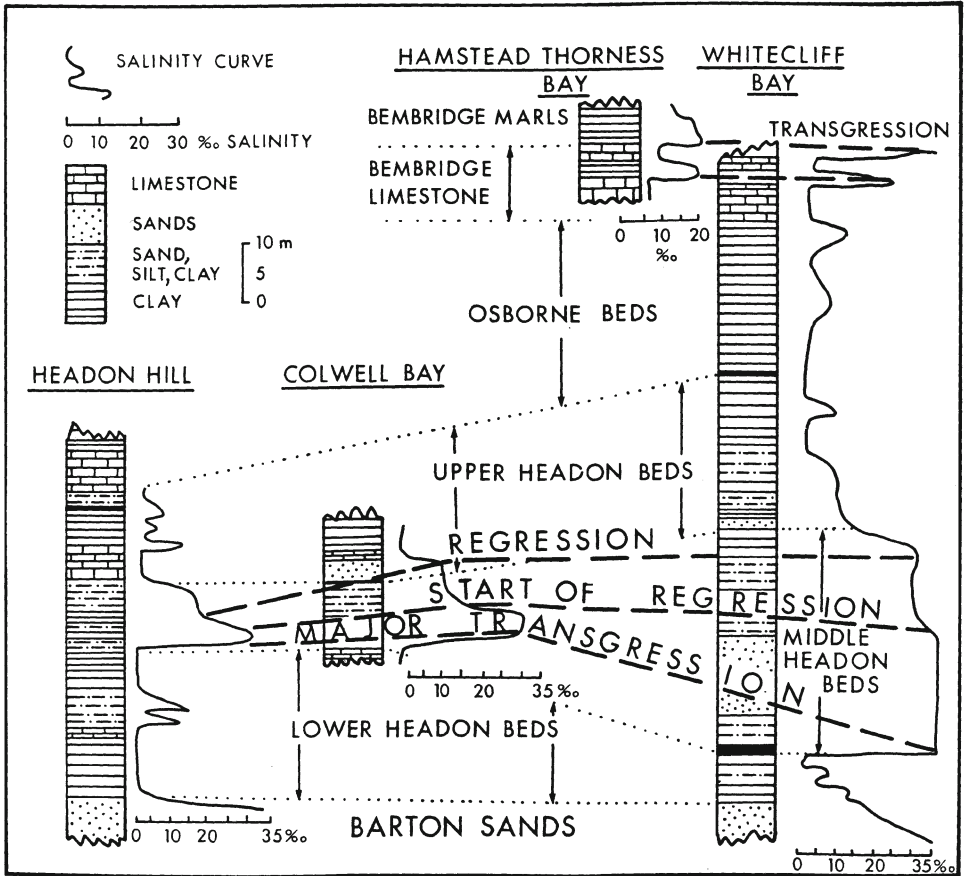 SALINITY CURVE
0 10 20 30 ‰ SALINITY
LIMESTONE
SANDS
SAND,
SILT, CLAY
CLAY
10 m
5
0
HAMSTEAD THORNESS
BAY
WHITECLIFF
BAY
BEMBRIDGE MARLS
TRANSGRESSION
BEMBRIDGE
LIMESTONE
0 10 20
‰
OSBORNE BEDS
HEADON HILL
COLWELL BAY
UPPER HEADON BEDS
REGRESSION
START OF REGRESSION
MAJOR TRANSGRESSION
MIDDLE
HEADON
BEDS
0 10 20 35‰
LOWER HEADON BEDS
BARTON SANDS
0 10 20 35‰
0 10 20 35‰